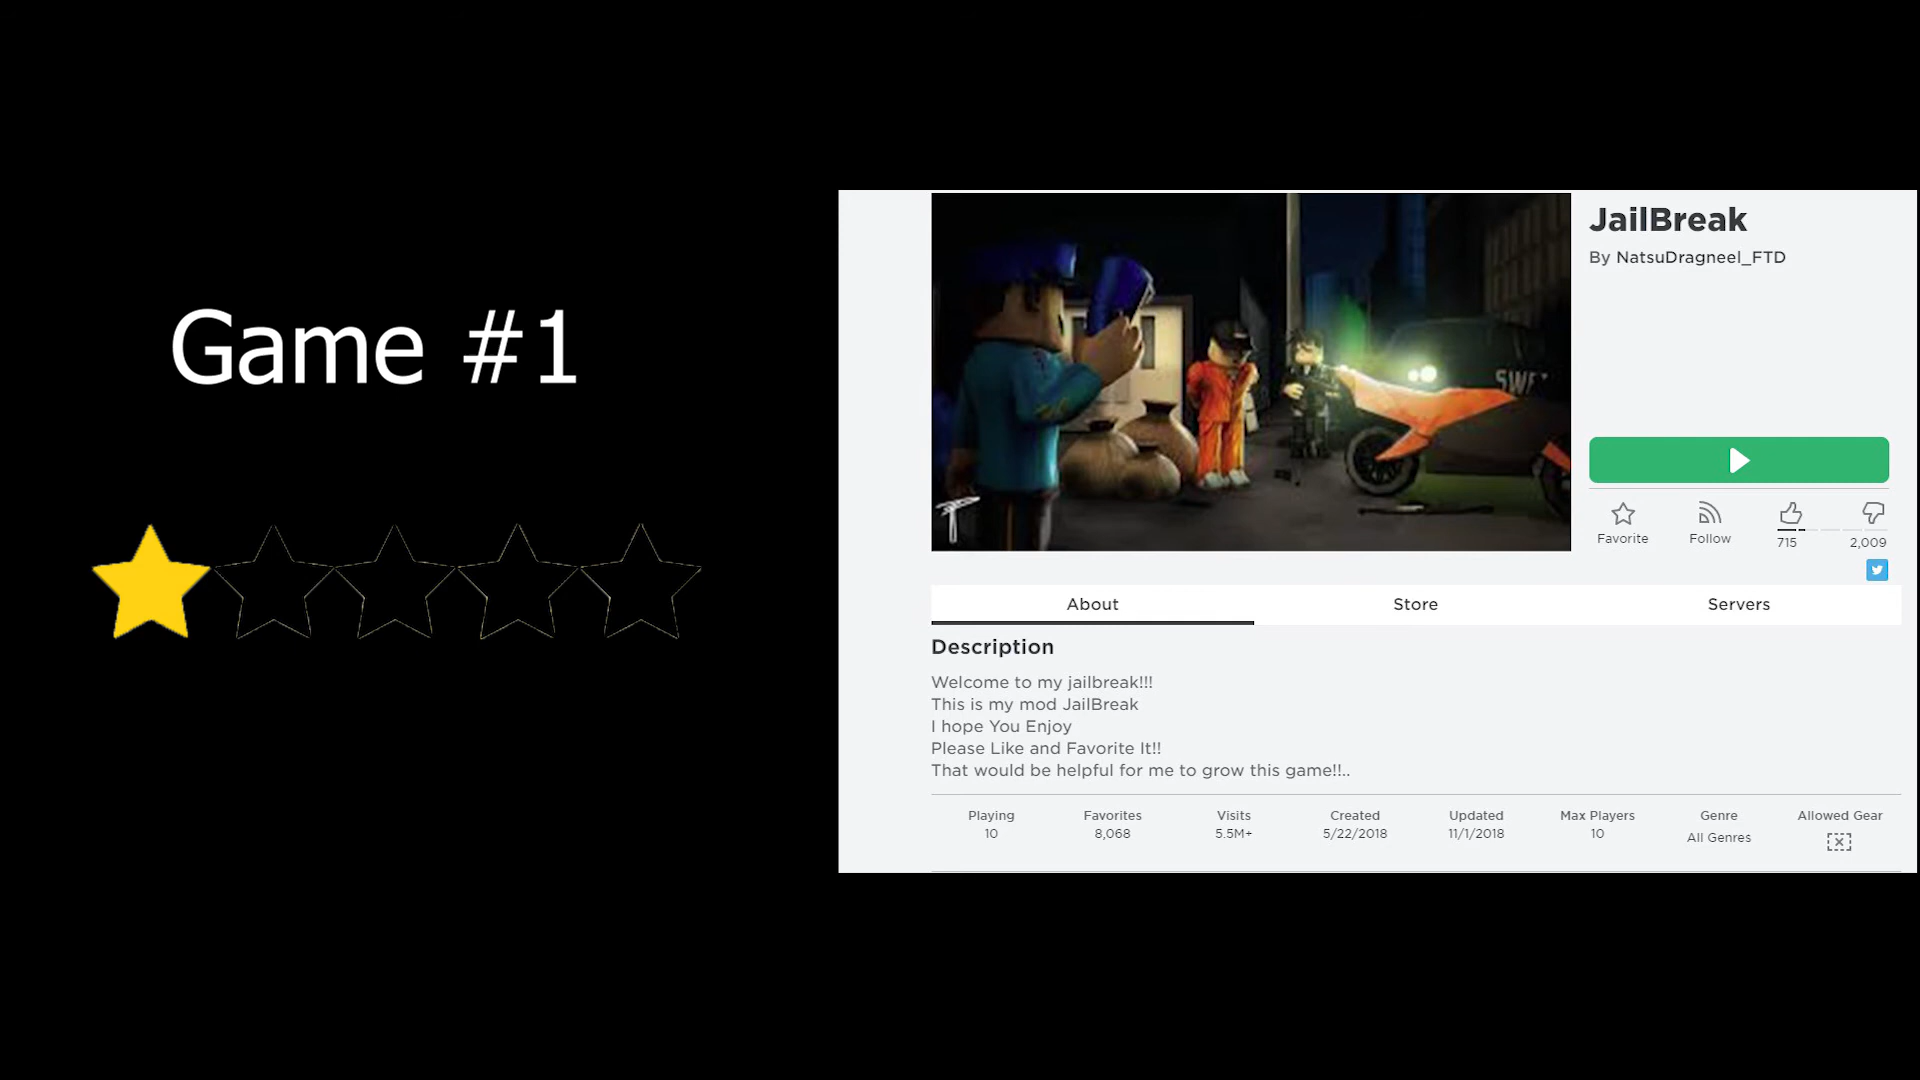 Game #1
SWAT
JailBreak
By NatsuDragneel_FTD
Favorite
Follow
715
2,009
About
Store
Servers
Description
Welcome to my jailbreak!!!
This is my mod JailBreak
I hope You Enjoy
Please Like and Favorite It!!
That would be helpful for me to grow this game!!..
Playing
10
Favorites
8,068
Visits
5.5M+
Created
5/22/2018
Updated
11/1/2018
Max Players
10
Genre
All Genres
Allowed Gear